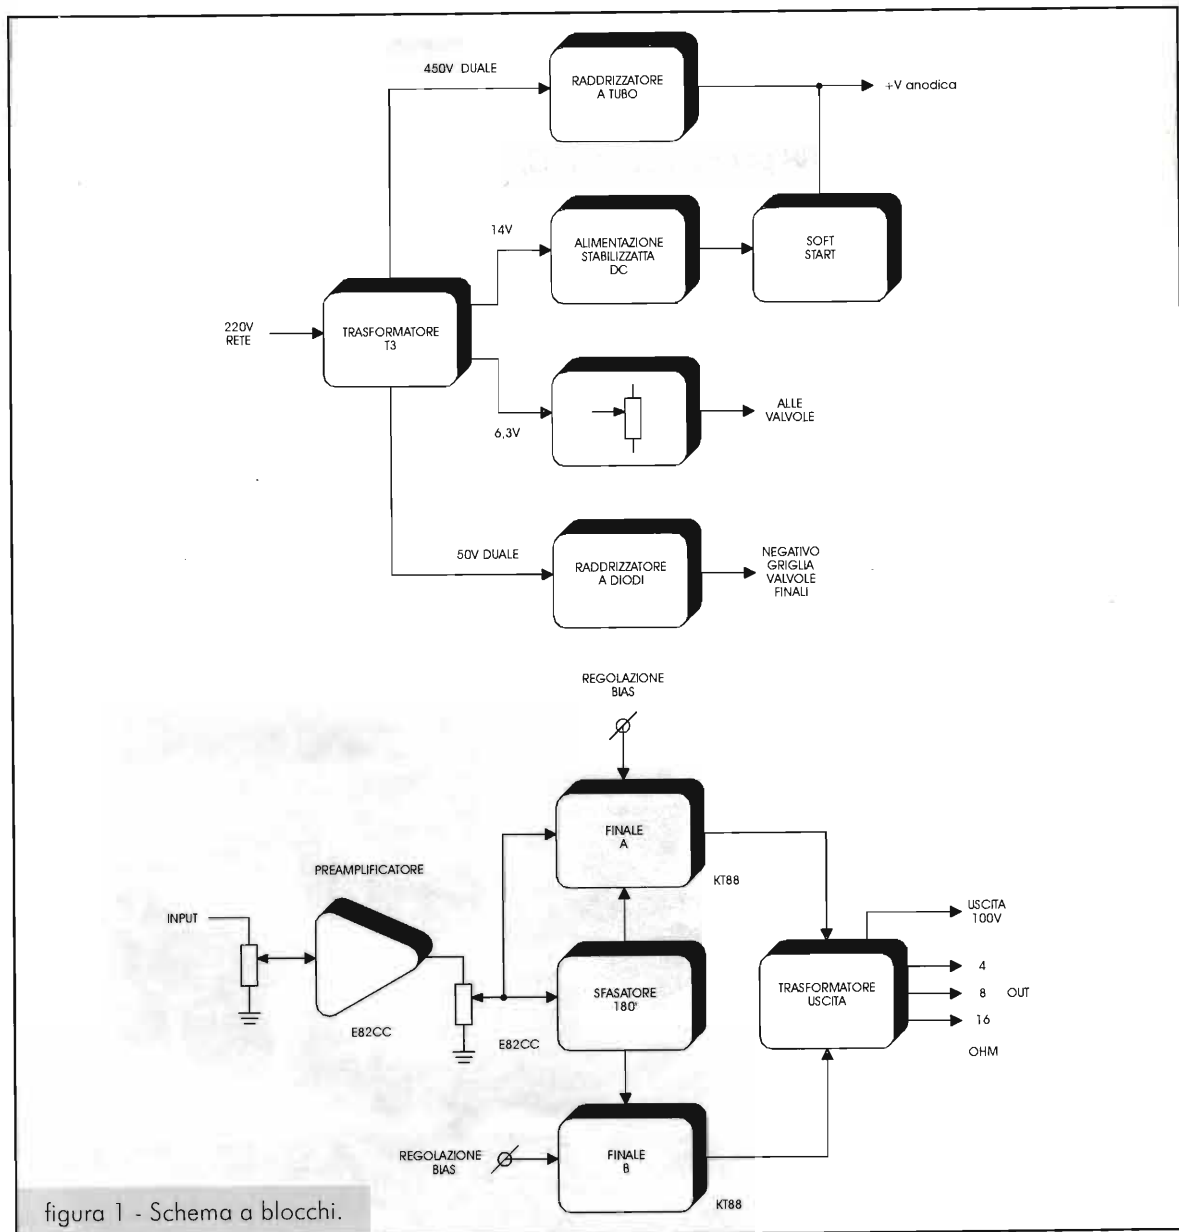 450V DUALE
RADDRIZZATORE
A TUBO
+V anodica
14V
ALIMENTAZIONE
STABILIZZATTA
DC
SOFT
START
220V
RETE
TRASFORMATORE
T3
6,3V
ALLE
VALVOLE
50V DUALE
RADDRIZZATORE
A DIODI
NEGATIVO
GRIGLIA
VALVOLE
FINALI
REGOLAZIONE
BIAS
FINALE
A
KT88
PREAMPLIFICATORE
INPUT
E82CC
SFASATORE
180°
E82CC
USCITA
100V
TRASFORMATORE
USCITA
4
8 OUT
16
OHM
REGOLAZIONE
BIAS
FINALE
B
KT88
figura 1 - Schema a blocchi.